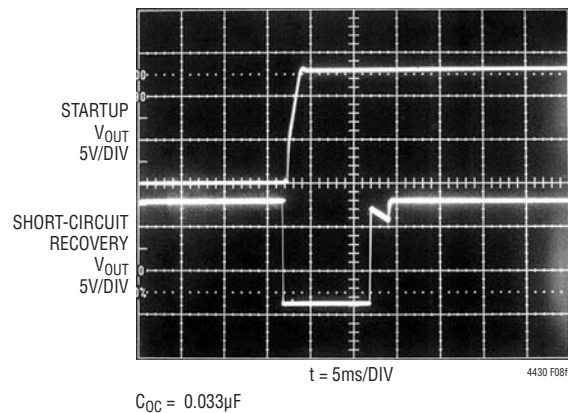 STARTUP
VOUT
5V/DIV
SHORT-CIRCUIT
RECOVERY
VOUT
5V/DIV
t = 5ms/DIV
4430 F08f
COC = 0.033µF